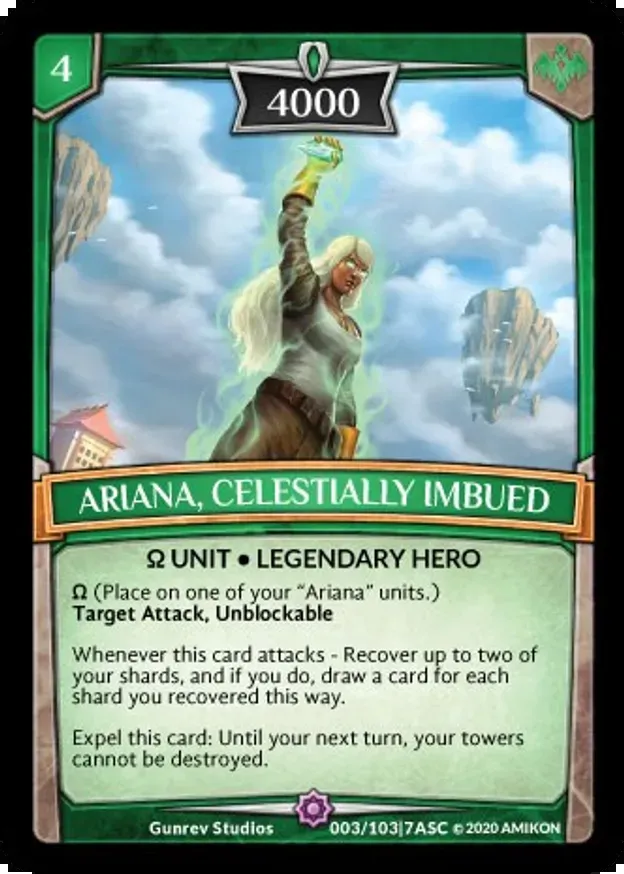 4
4000
ARIANA, CELESTIALLY IMBUED
Ω UNIT • LEGENDARY HERO
Ω (Place on one of your “Ariana” units.)
Target Attack, Unblockable
Whenever this card attacks - Recover up to two of
your shards, and if you do, draw a card for each
shard you recovered this way.
Expel this card: Until your next turn, your towers
cannot be destroyed.
Gunrev Studios 003/103|7ASC © 2020 AMIKON